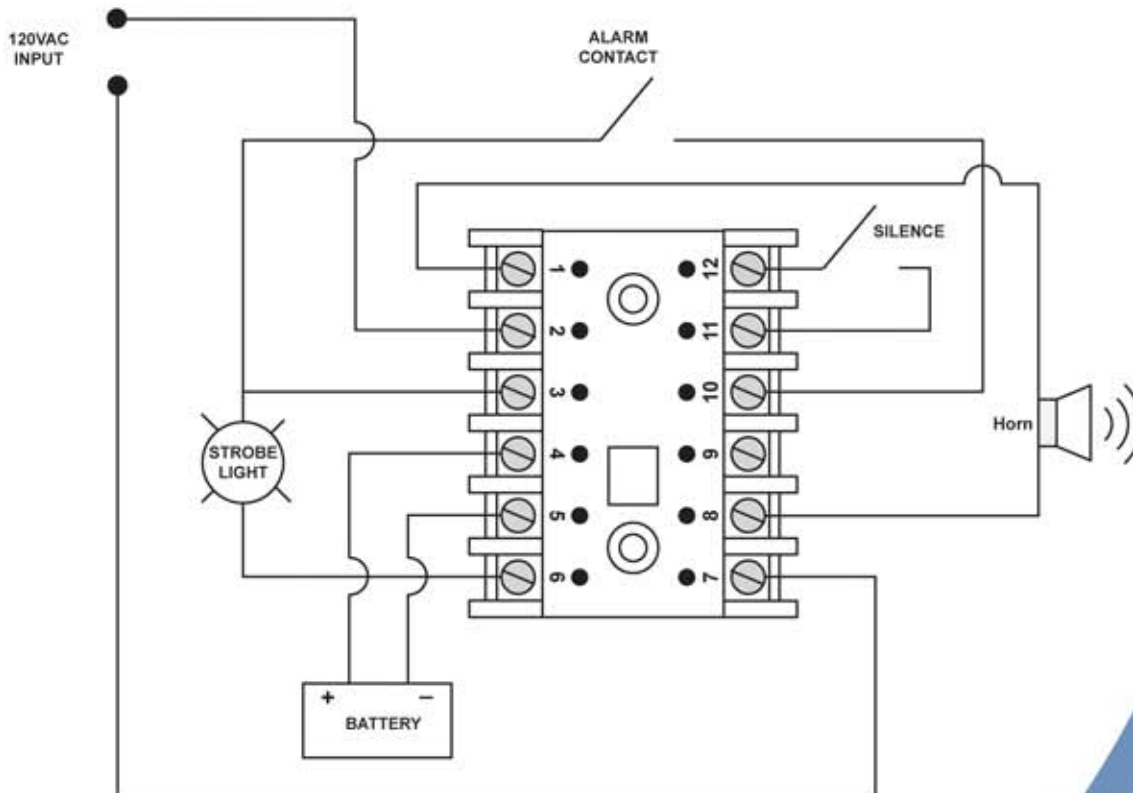 120VAC
INPUT
ALARM
CONTACT
SILENCE
1
12
2
11
3
10
4
9
5
8
6
7
STROBE
LIGHT
Horn
+ −
BATTERY